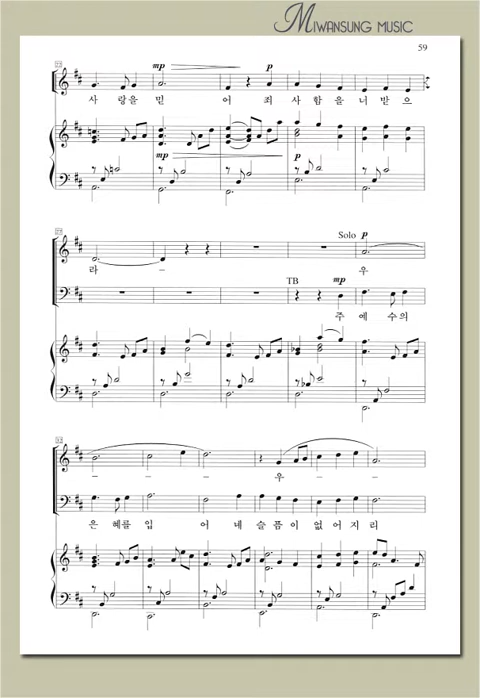 MIWANSUNG MUSIC
59
mp p
사 랑을 믿 어 죄 사함을 너 받 으
mp p
Solo p
라 - 우
TB mp
주 예 수의
- - - 우 - -
은 혜를 입 어 네 슬 픔 이 없 어 지 리